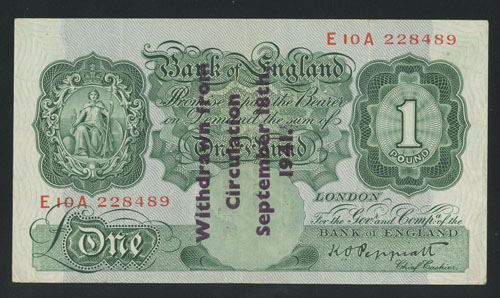 E10A 228489
Bank of England
Promise to pay the Bearer
on Demand the sum of
One Pound
1
POUND
Withdrawn from
Circulation
September 18th
1941.
E10A 228489
LONDON
For the Govr. and Compa. of the
BANK OF ENGLAND
K O Peppiatt
Chief Cashier.
£One